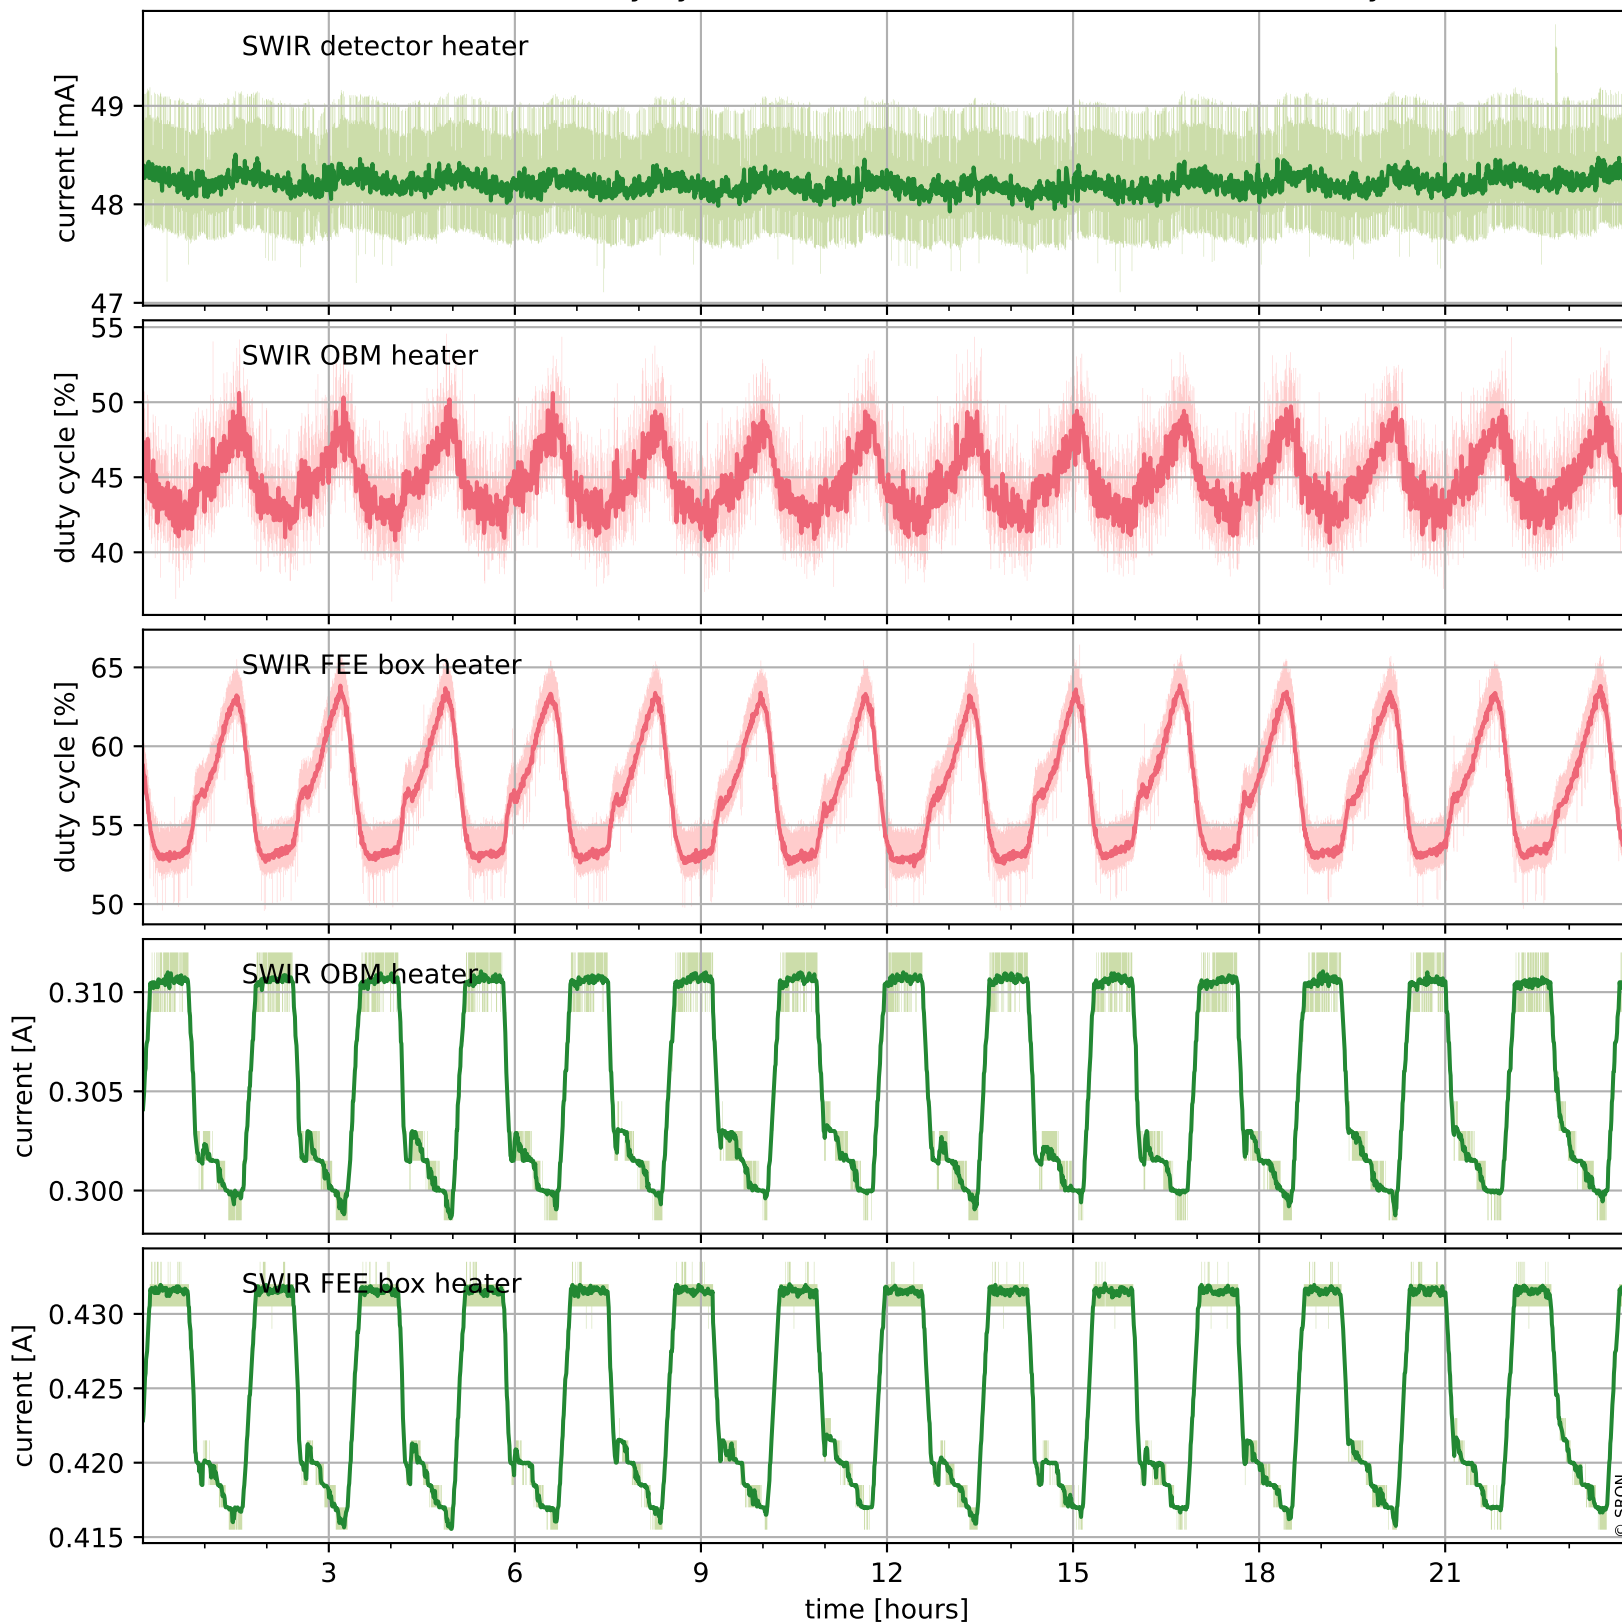 SWIR detector heater
current [mA]
49
48
47
SWIR OBM heater
duty cycle [%]
55
50
45
40
SWIR FEE box heater
duty cycle [%]
65
60
55
50
SWIR OBM heater
current [A]
0.310
0.305
0.300
SWIR FEE box heater
current [A]
0.430
0.425
0.420
0.415
3 6 9 12 15 18 21
time [hours]
© SRON